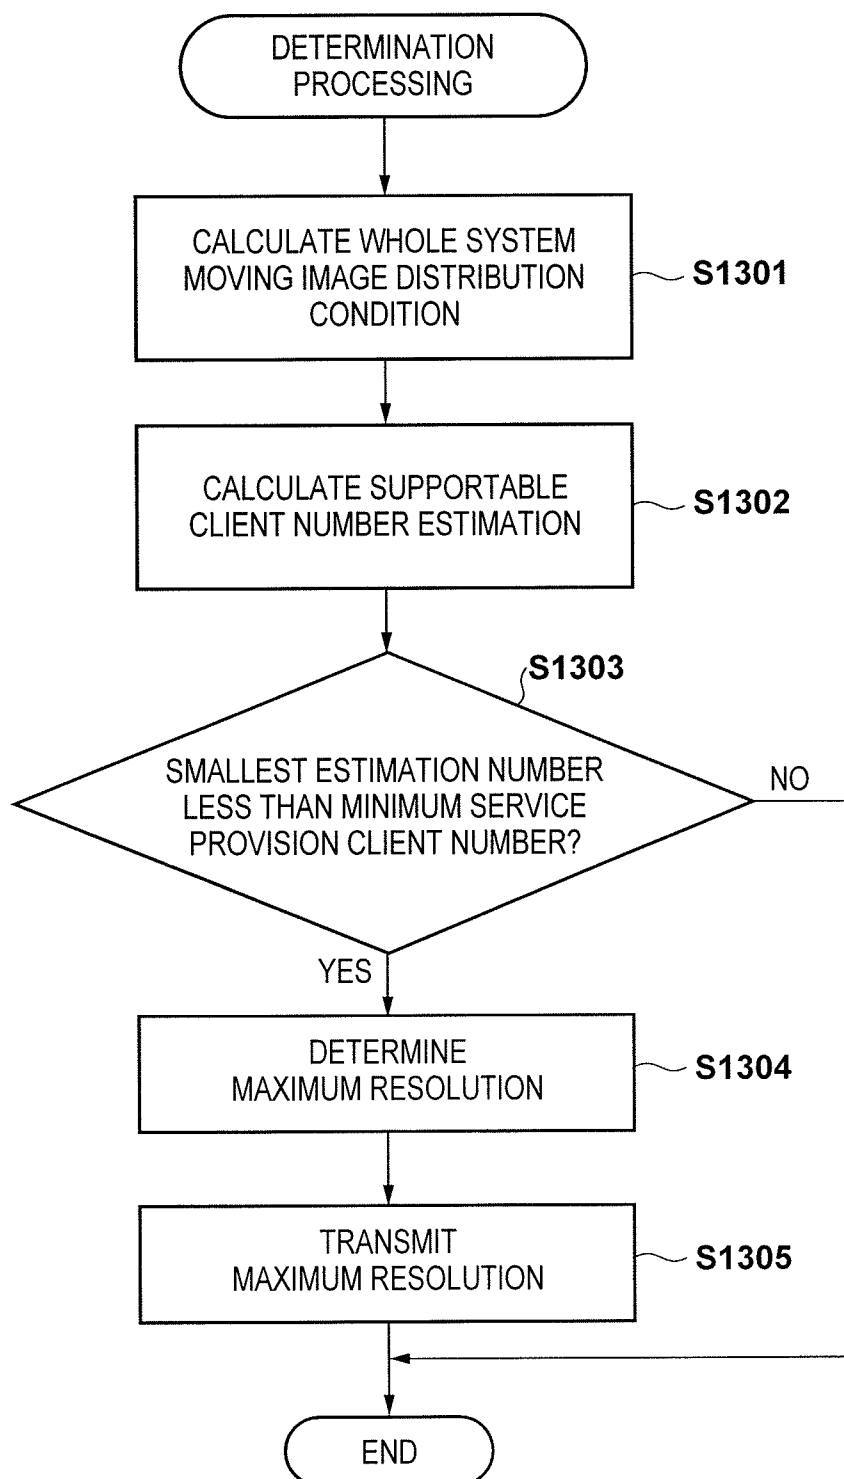 DETERMINATION
PROCESSING
CALCULATE WHOLE SYSTEM
MOVING IMAGE DISTRIBUTION
CONDITION
S1301
CALCULATE SUPPORTABLE
CLIENT NUMBER ESTIMATION
S1302
S1303
SMALLEST ESTIMATION NUMBER
LESS THAN MINIMUM SERVICE
PROVISION CLIENT NUMBER?
NO
YES
DETERMINE
MAXIMUM RESOLUTION
S1304
TRANSMIT
MAXIMUM RESOLUTION
S1305
END